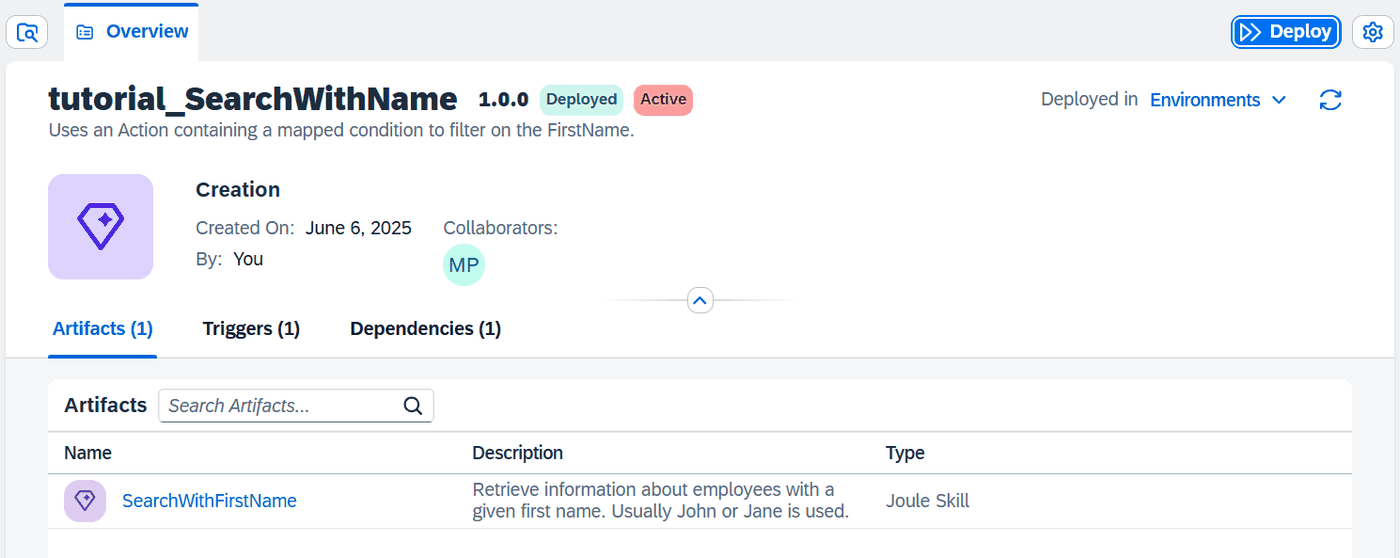 Overview
Deploy
tutorial_SearchWithName 1.0.0 Deployed Active
Deployed in Environments
Uses an Action containing a mapped condition to filter on the FirstName.
Creation
Created On: June 6, 2025 Collaborators:
By: You
MP
Artifacts (1) Triggers (1) Dependencies (1)
Artifacts Search Artifacts...
Name Description Type
SearchWithFirstName
Retrieve information about employees with a
given first name. Usually John or Jane is used.
Joule Skill